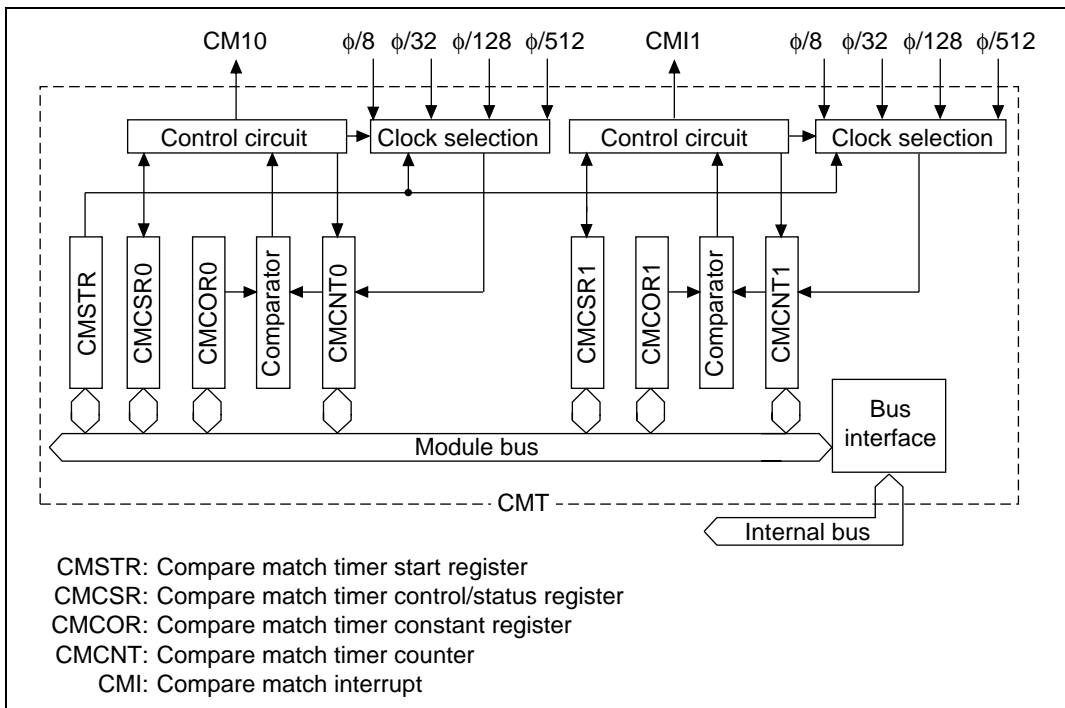 CM10 ϕ/8 ϕ/32 ϕ/128 ϕ/512 CMI1 ϕ/8 ϕ/32 ϕ/128 ϕ/512
Control circuit Clock selection Control circuit Clock selection
CMSTR
CMCSR0
CMCOR0
Comparator
CMCNT0
CMCSR1
CMCOR1
Comparator
CMCNT1
Bus
interface
Module bus
CMT
Internal bus
CMSTR: Compare match timer start register
CMCSR: Compare match timer control/status register
CMCOR: Compare match timer constant register
CMCNT: Compare match timer counter
CMI: Compare match interrupt